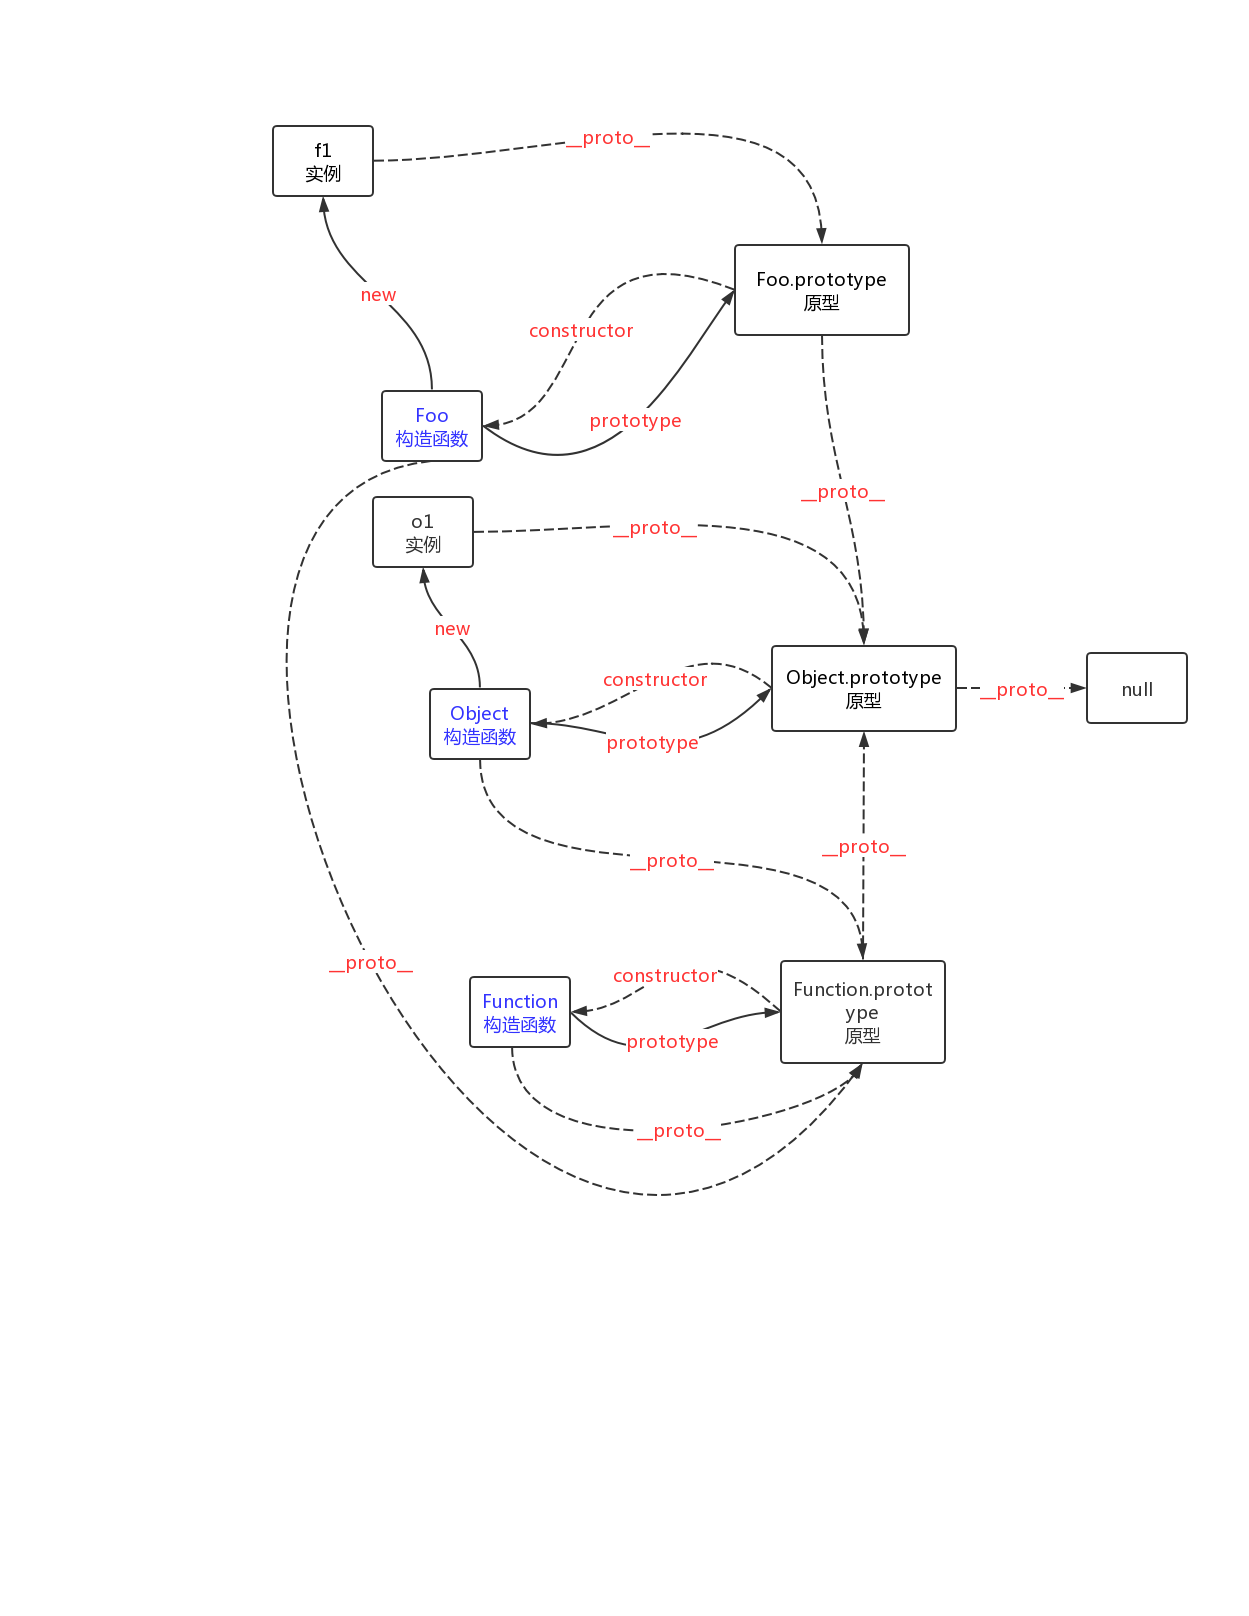 __proto__
f1
实例
Foo.prototype
原型
new
constructor
Foo
构造函数
prototype
__proto__
o1
实例
__proto__
new
constructor
Object.prototype
原型
__proto__
null
Object
构造函数
prototype
__proto__
__proto__
__proto__
constructor
Function
构造函数
Function.protot
ype
原型
prototype
__proto__